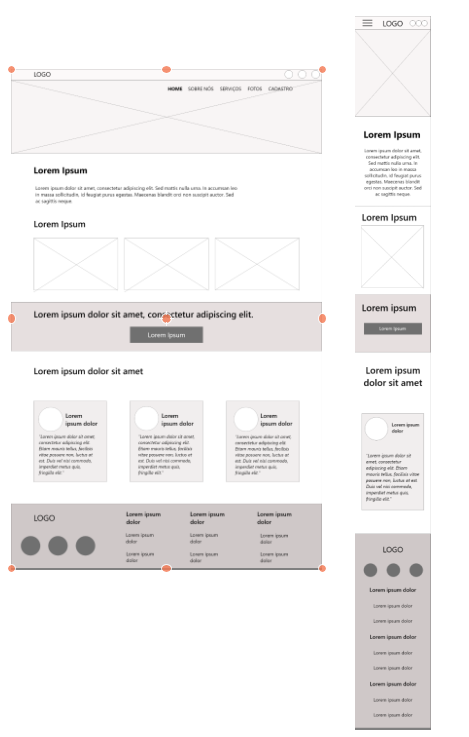 LOGO
HOME SOBRE NÓS SERVIÇOS FOTOS CADASTRO
Lorem Ipsum
Lorem ipsum dolor sit amet, consectetur adipiscing elit. Sed mattis nulla urna. In accumsan leo
in massa sollicitudin, id feugiat purus egestas. Maecenas blandit lorem orci, non suscipit nunc. Sed
ac sagittis neque.
Lorem Ipsum
Lorem ipsum dolor sit amet, consectetur adipiscing elit.
Lorem Ipsum
Lorem ipsum dolor sit amet
Lorem
ipsum dolor
"Lorem ipsum dolor sit amet,
consectetur adipiscing elit.
Etiam mauris tellus, facilisis
vitae posuere non, luctus at
est. Duis vel nisi commodo,
imperdiet metus quis,
fringilla elit."
Lorem
ipsum dolor
"Lorem ipsum dolor sit amet,
consectetur adipiscing elit.
Etiam mauris tellus, facilisis
vitae posuere non, luctus at
est. Duis vel nisi commodo,
imperdiet metus quis,
fringilla elit."
Lorem
ipsum dolor
"Lorem ipsum dolor sit amet,
consectetur adipiscing elit.
Etiam mauris tellus, facilisis
vitae posuere non, luctus at
est. Duis vel nisi commodo,
imperdiet metus quis,
fringilla elit."
LOGO
Lorem ipsum
dolor
Lorem ipsum
dolor
Lorem ipsum
dolor
Lorem ipsum
dolor
Lorem ipsum
dolor
Lorem ipsum
dolor
Lorem ipsum
dolor
Lorem ipsum
dolor
Lorem ipsum
dolor
LOGO
Lorem Ipsum
Lorem ipsum dolor sit amet,
consectetur adipiscing elit. Sed
mattis nulla urna. In accumsan leo
in massa
sollicitudin, id feugiat purus
egestas. Maecenas blandit lorem
orci, non suscipit nunc. Sed
ac sagittis neque.
Lorem Ipsum
Lorem ipsum
Lorem Ipsum
Lorem ipsum
dolor sit amet
Lorem ipsum
dolor
"Lorem ipsum dolor sit amet,
consectetur adipiscing elit. Etiam
mauris tellus, facilisis vitae
posuere non, luctus at est.
Duis vel nisi commodo,
imperdiet metus quis,
fringilla elit."
LOGO
Lorem ipsum dolor
Lorem ipsum dolor
Lorem ipsum dolor
Lorem ipsum dolor
Lorem ipsum dolor
Lorem ipsum dolor
Lorem ipsum dolor
Lorem ipsum dolor
Lorem ipsum dolor